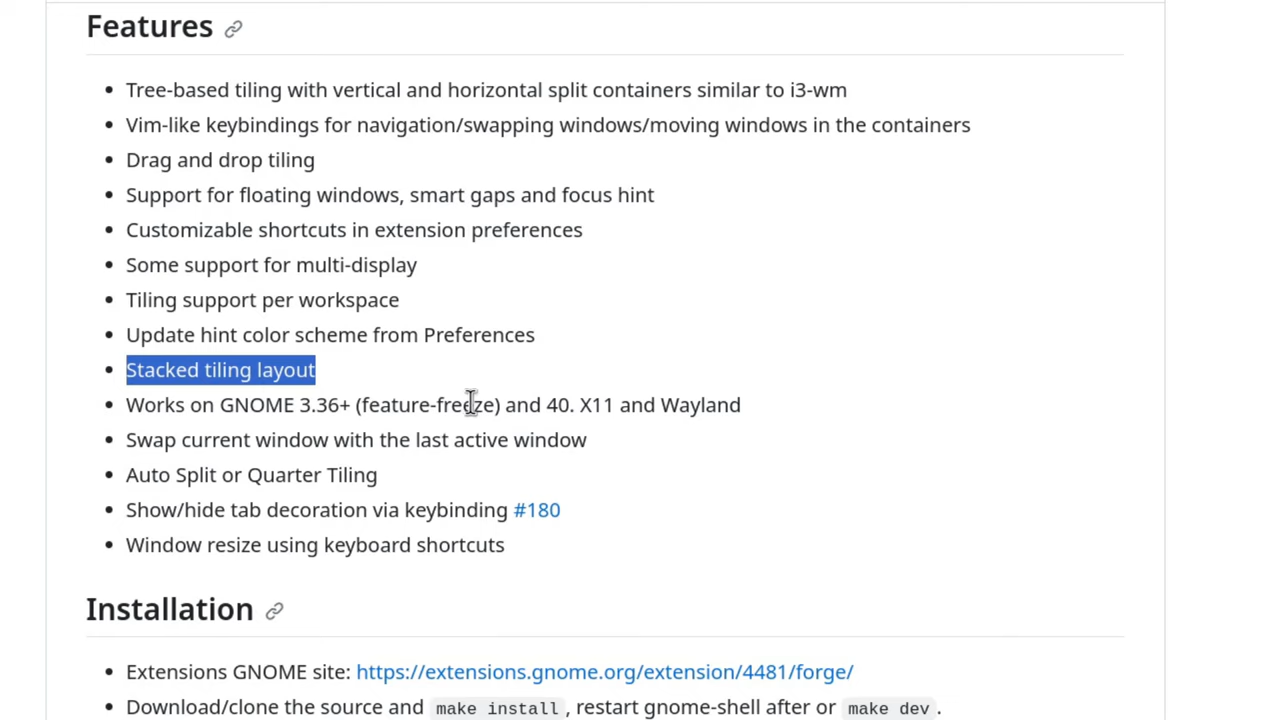 Features
Tree-based tiling with vertical and horizontal split containers similar to i3-wm
Vim-like keybindings for navigation/swapping windows/moving windows in the containers
Drag and drop tiling
Support for floating windows, smart gaps and focus hint
Customizable shortcuts in extension preferences
Some support for multi-display
Tiling support per workspace
Update hint color scheme from Preferences
Stacked tiling layout
Works on GNOME 3.36+ (feature-freeze) and 40. X11 and Wayland
Swap current window with the last active window
Auto Split or Quarter Tiling
Show/hide tab decoration via keybinding #180
Window resize using keyboard shortcuts
Installation
Extensions GNOME site: https://extensions.gnome.org/extension/4481/forge/
Download/clone the source and make install, restart gnome-shell after or make dev.